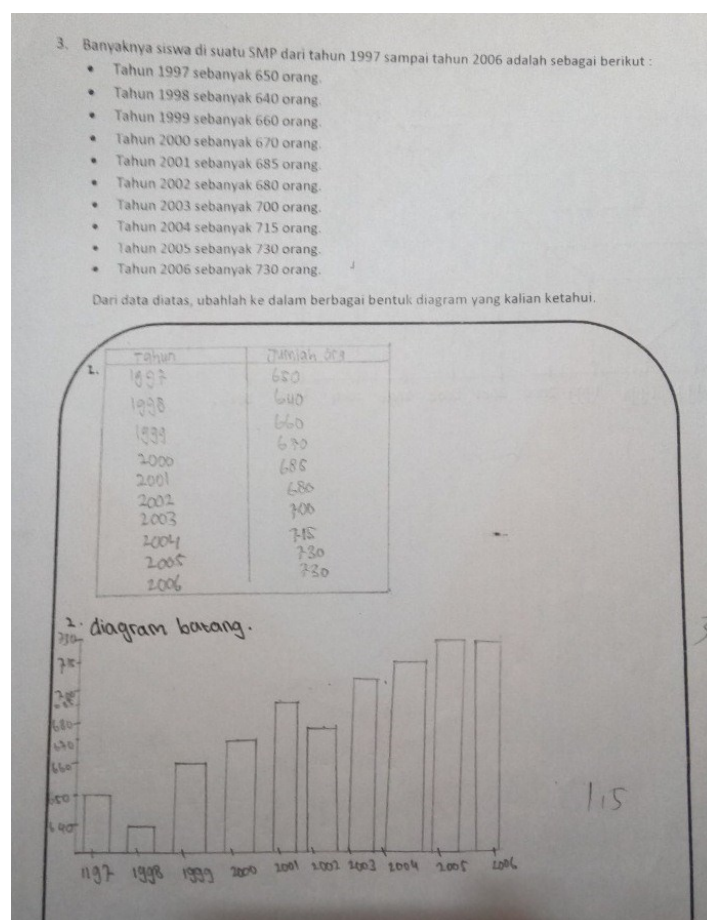 3. Banyaknya siswa di suatu SMP dari tahun 1997 sampai tahun 2006 adalah sebagai berikut :
• Tahun 1997 sebanyak 650 orang.
• Tahun 1998 sebanyak 640 orang.
• Tahun 1999 sebanyak 660 orang.
• Tahun 2000 sebanyak 670 orang.
• Tahun 2001 sebanyak 685 orang.
• Tahun 2002 sebanyak 680 orang.
• Tahun 2003 sebanyak 700 orang.
• Tahun 2004 sebanyak 715 orang.
• Tahun 2005 sebanyak 730 orang.
• Tahun 2006 sebanyak 730 orang.
Dari data diatas, ubahlah ke dalam berbagai bentuk diagram yang kalian ketahui.
1. Tahun Jumlah org
1997 650
1998 640
1999 660
2000 670
2001 685
2002 680
2003 700
2004 715
2005 730
2006 730
2. diagram batang.
730
715
680
670
660
650
640
1,5
1197 1998 1999 2000 2001 2002 2003 2004 2005 2006